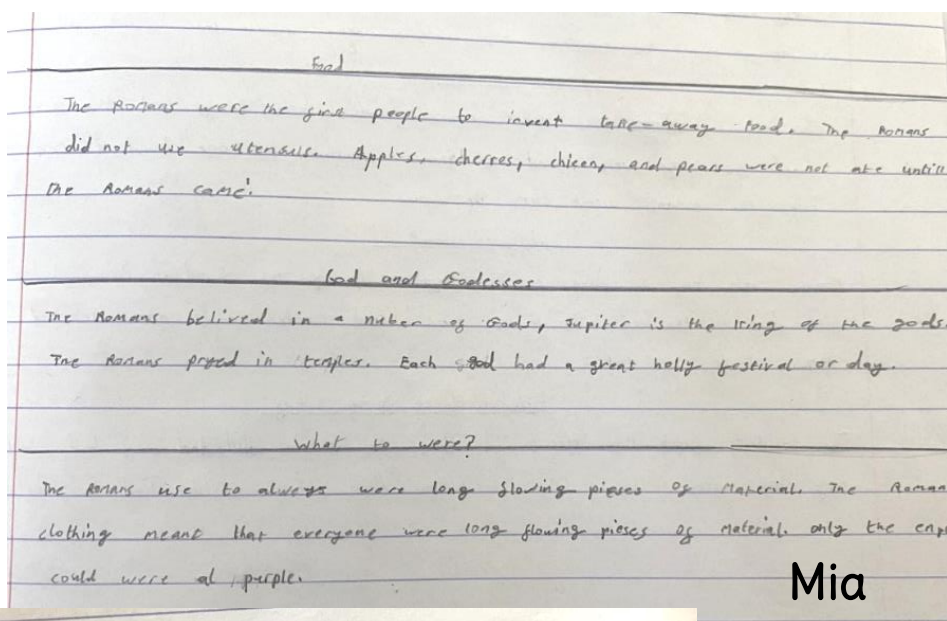 Food
The Romans were the first people to invent take-away food. The Romans
did not use utensils. Apples, cherres, chicen, and pears were not ate untill
the Romans came.
God and Godesses
The Romans belived in a nuber of Gods, Jupiter is the king of the gods
The Romans pryed in temples. Each god had a great holly festival or day.
What to were?
The Romans use to always were long flowing pieses of Material. The Roman
clothing meant that everyone were long flowing pieses of material. only the
could were al purple.
Mia